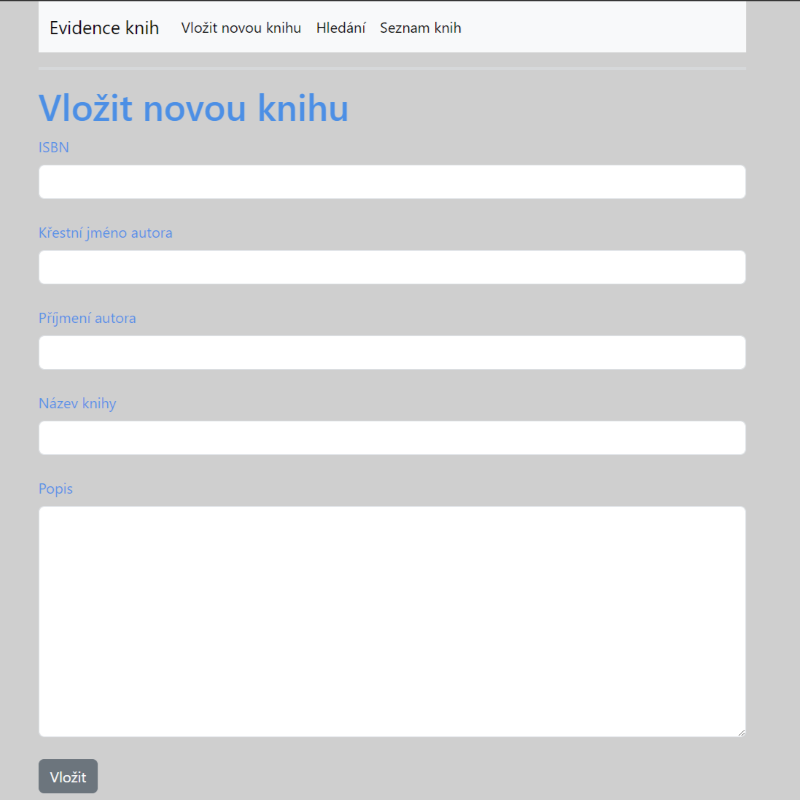 Evidence knih Vložit novou knihu Hledání Seznam knih
Vložit novou knihu
ISBN
Křestní jméno autora
Příjmení autora
Název knihy
Popis
Vložit